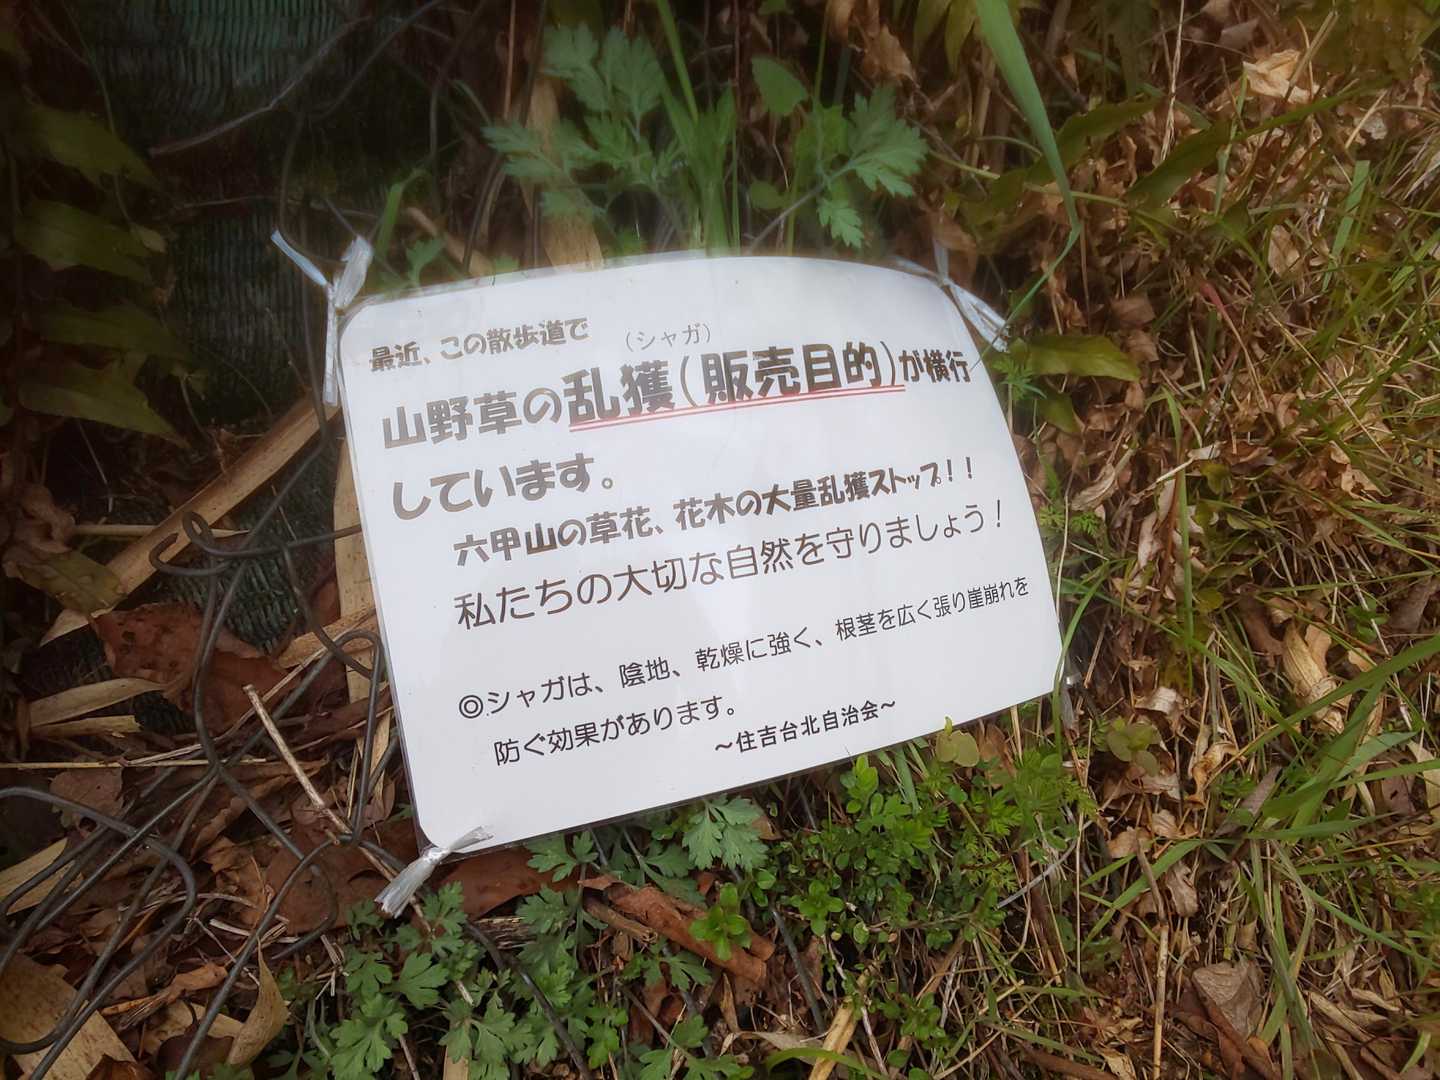 最近、この散歩道で
（シャガ）
山野草の乱獲（販売目的）が横行
しています。
六甲山の草花、花木の大量乱獲ストップ！！
私たちの大切な自然を守りましょう！
◎シャガは、陰地、乾燥に強く、根茎を広く張り崖崩れを
防ぐ効果があります。
～住吉台北自治会～